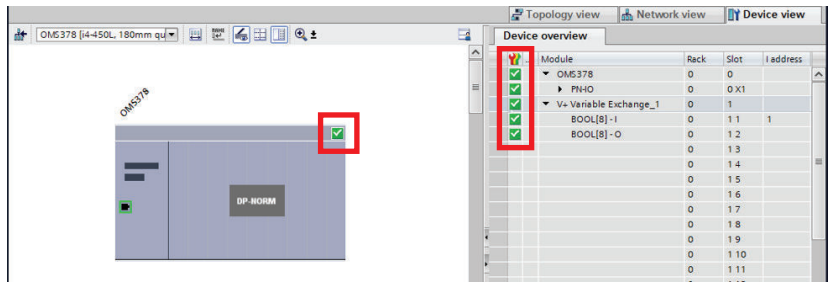 Topology view Network view Device view
OMS378 [i4-450L, 180mm qu
Device overview
... Module Rack Slot I address
OMS378 0 0
PN-IO 0 0 X1
V+ Variable Exchange_1 0 1
BOOL[8] - I 0 1 1 1
BOOL[8] - O 0 1 2
0 1 3
0 1 4
0 1 5
0 1 6
0 1 7
0 1 8
0 1 9
0 1 10
0 1 11
OMS378
DP-NORM